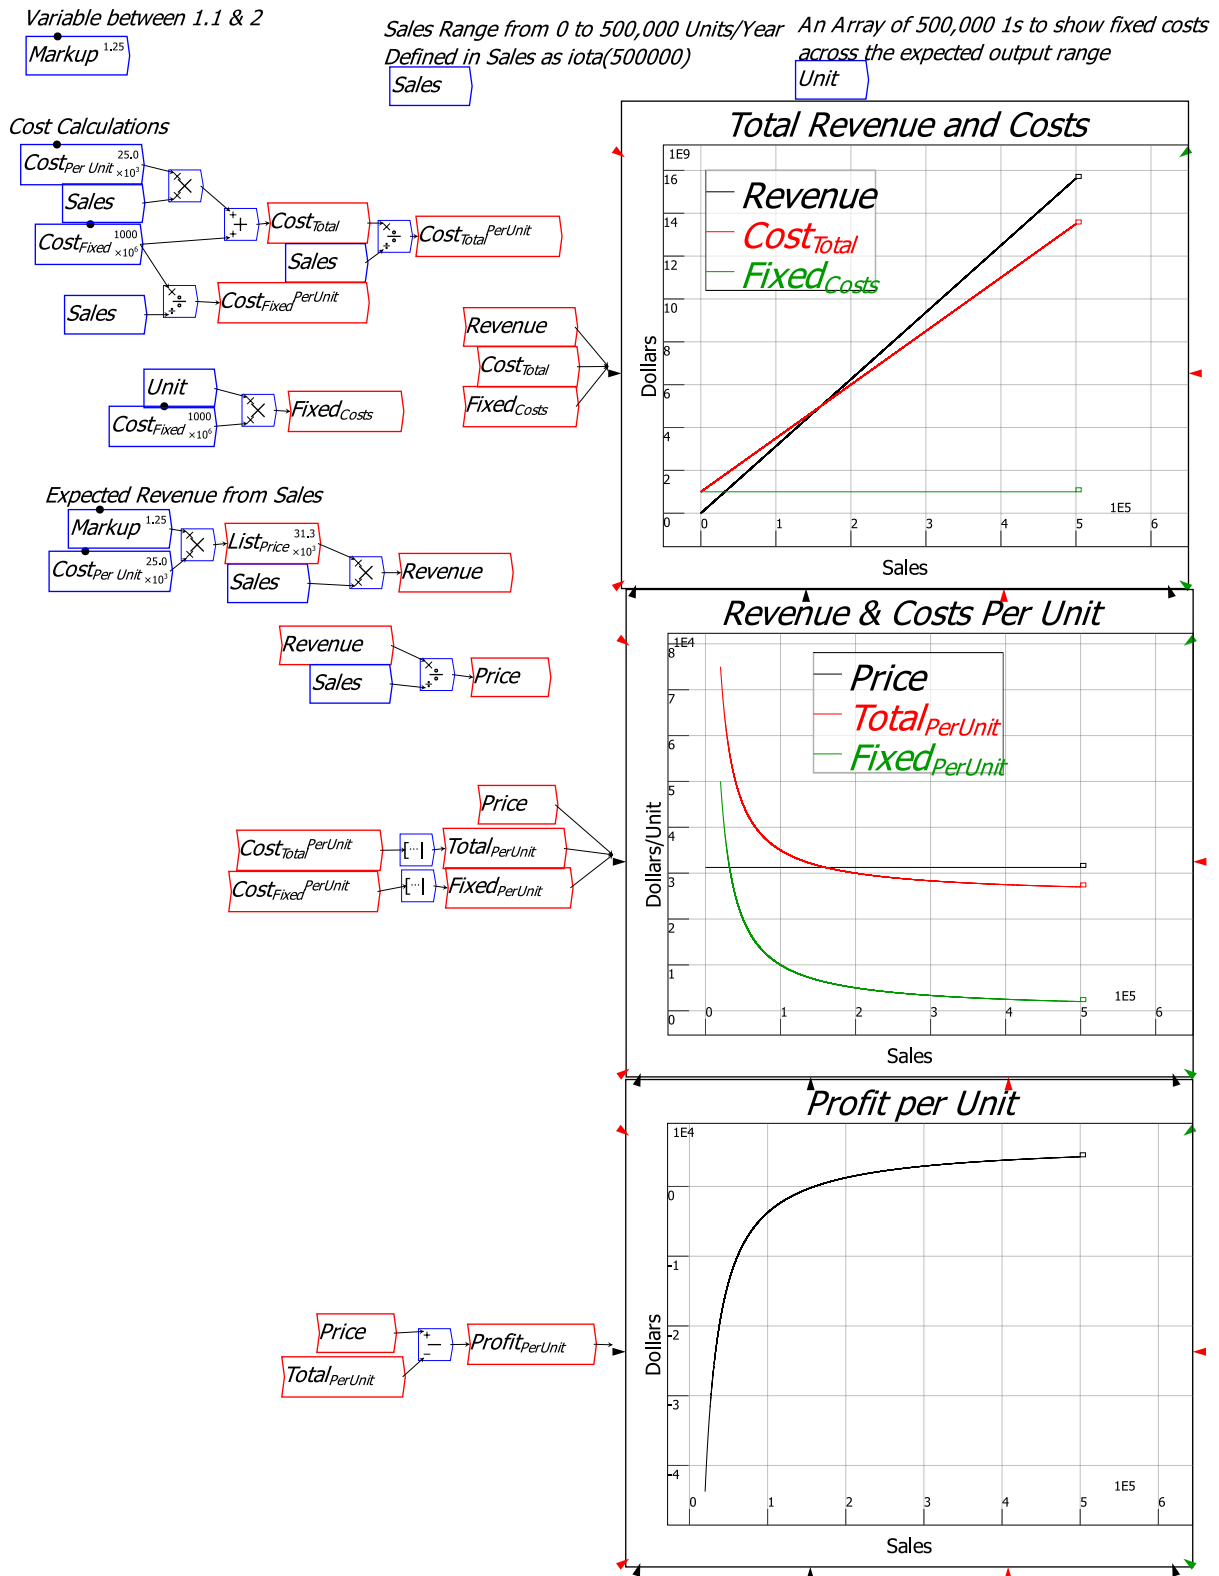 Variable between 1.1 & 2
Markup 1.25
Sales Range from 0 to 500,000 Units/Year
Defined in Sales as iota(500000)
Sales
An Array of 500,000 1s to show fixed costs
across the expected output range
Unit
Cost Calculations
Cost Per Unit 25.0 ×10³
Sales
Cost Fixed 1000 ×10⁶
Cost Total
Sales
Cost Total PerUnit
Sales
Cost Fixed PerUnit
Unit
Cost Fixed 1000 ×10⁶
Fixed Costs
Revenue
Cost Total
Fixed Costs
Total Revenue and Costs
1E9
Revenue
Cost Total
Fixed Costs
16
14
12
10
8
6
4
2
0
Dollars
0 1 2 3 4 5 6
1E5
Sales
Expected Revenue from Sales
Markup 1.25
Cost Per Unit 25.0 ×10³
List Price 31.3 ×10³
Sales
Revenue
Revenue
Sales
Price
Price
Cost Total PerUnit
Total PerUnit
Cost Fixed PerUnit
Fixed PerUnit
Revenue & Costs Per Unit
1E4
Price
Total PerUnit
Fixed PerUnit
8
7
6
5
4
3
2
1
0
Dollars/Unit
0 1 2 3 4 5 6
1E5
Sales
Price
Total PerUnit
Profit PerUnit
Profit per Unit
1E4
0
-1
-2
-3
-4
Dollars
1E5
0 1 2 3 4 5 6
Sales